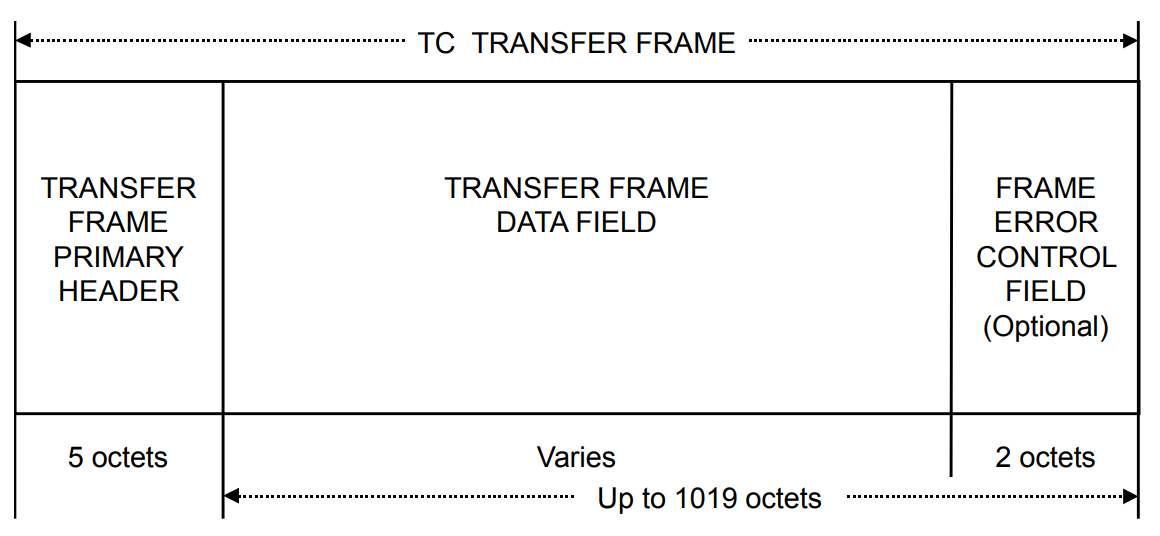 TC TRANSFER FRAME
TRANSFER
FRAME
PRIMARY
HEADER
TRANSFER FRAME
DATA FIELD
FRAME
ERROR
CONTROL
FIELD
(Optional)
5 octets
Varies
2 octets
Up to 1019 octets